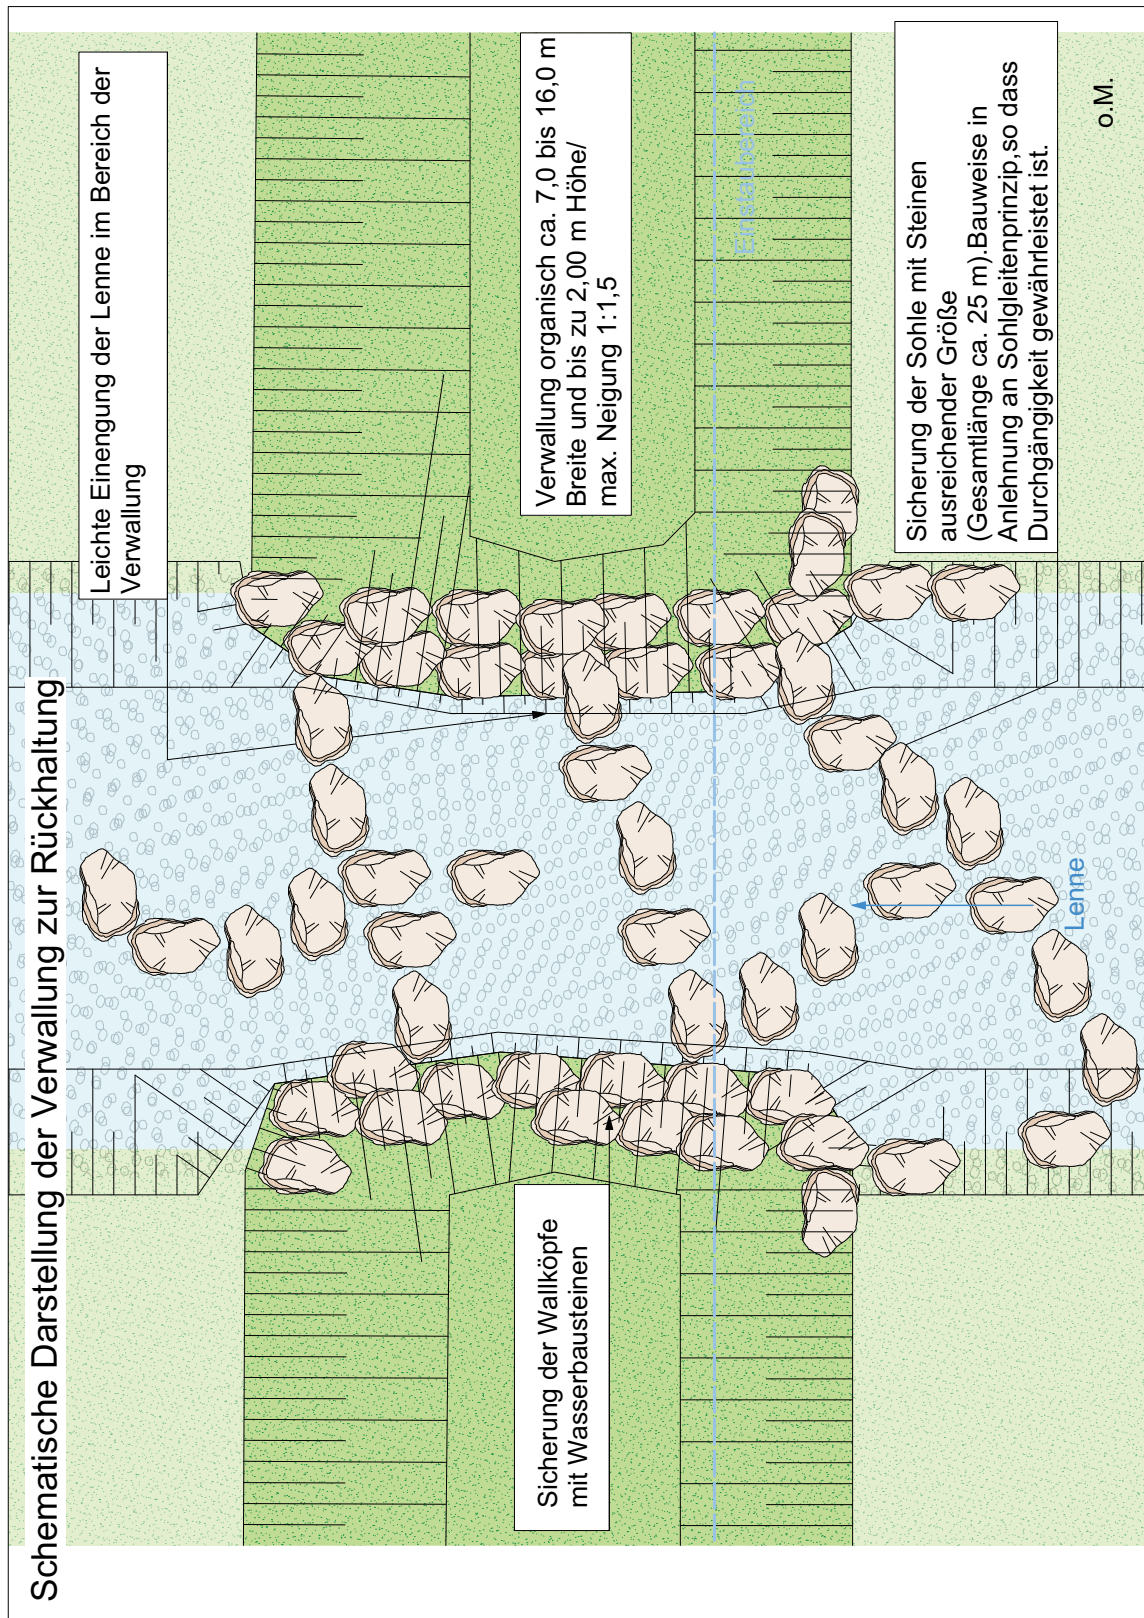 Schematische Darstellung der Verwallung zur Rückhaltung
Leichte Einengung der Lenne im Bereich der
Verwallung
Verwallung organisch ca. 7,0 bis 16,0 m
Breite und bis zu 2,00 m Höhe/
max. Neigung 1:1,5
Sicherung der Wallköpfe
mit Wasserbausteinen
Einstaubereich
Sicherung der Sohle mit Steinen
ausreichender Größe
(Gesamtlänge ca. 25 m).Bauweise in
Anlehnung an Sohlgleitenprinzip,so dass
Durchgängigkeit gewährleistet ist.
Lenne
o.M.